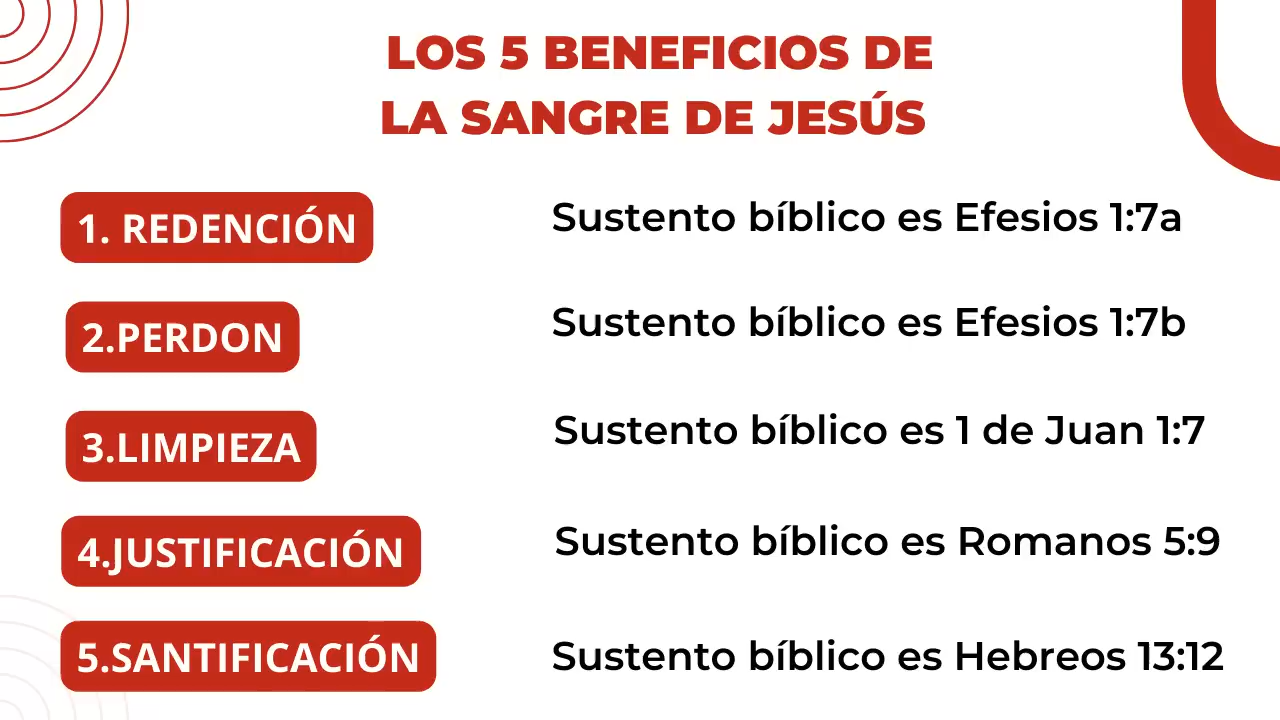 LOS 5 BENEFICIOS DE
LA SANGRE DE JESÚS
1. REDENCIÓN
Sustento bíblico es Efesios 1:7a
2.PERDON
Sustento bíblico es Efesios 1:7b
3.LIMPIEZA
Sustento bíblico es 1 de Juan 1:7
4.JUSTIFICACIÓN
Sustento bíblico es Romanos 5:9
5.SANTIFICACIÓN
Sustento bíblico es Hebreos 13:12